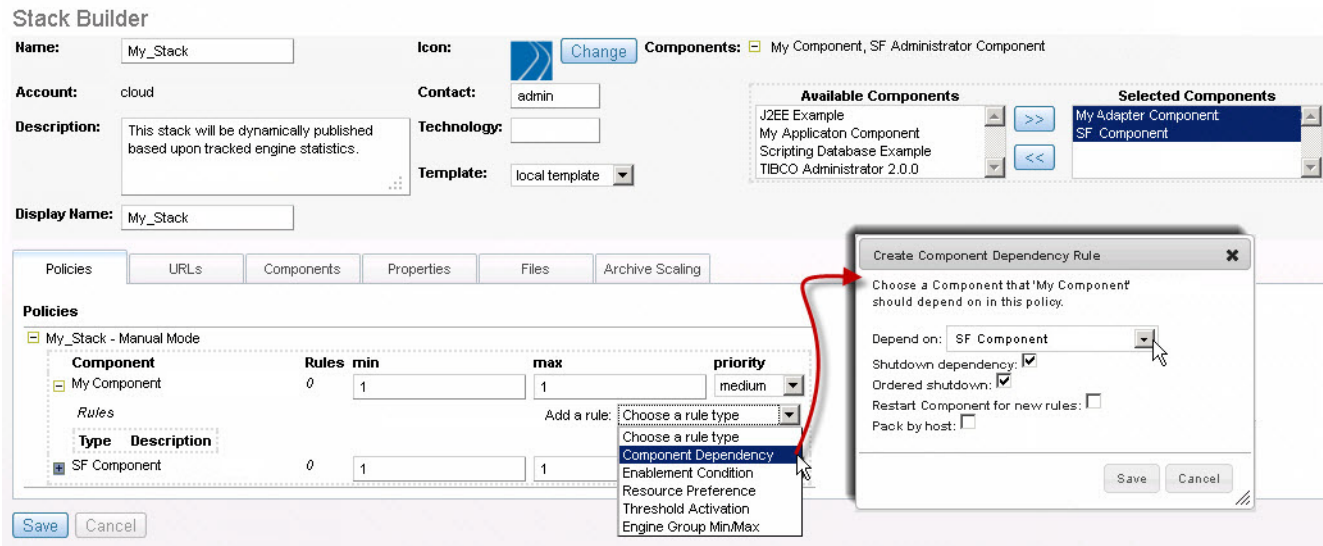 Stack Builder
Name: My_Stack Icon: Change Components: My Component, SF Administrator Component
Account: cloud Contact: admin
Available Components Selected Components
J2EE Example
My Applicaton Component
Scripting Database Example
TIBCO Administrator 2.0.0
>>
<<
My Adapter Component
SF Component
Description: This stack will be dynamically published
based upon tracked engine statistics.
Technology:
Template: local template
Display Name: My_Stack
Policies URLs Components Properties Files Archive Scaling
Policies
My_Stack - Manual Mode
Component Rules min max priority
My Component 0 1 1 medium
Rules Add a rule: Choose a rule type
Type Description
SF Component 0 1 1
Choose a rule type
Component Dependency
Enablement Condition
Resource Preference
Threshold Activation
Engine Group Min/Max
Save Cancel
Create Component Dependency Rule
Choose a Component that 'My Component'
should depend on in this policy.
Depend on: SF Component
Shutdown dependency:
Ordered shutdown:
Restart Component for new rules:
Pack by host:
Save Cancel